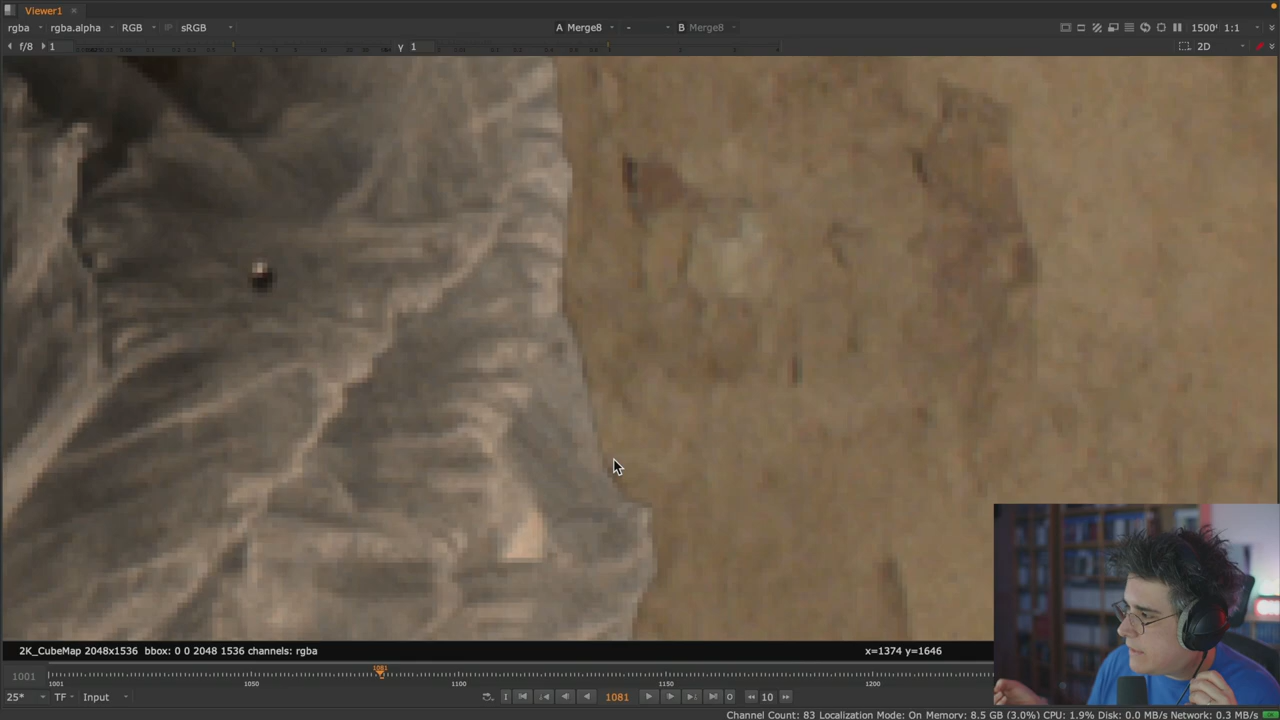 Viewer1 ×
rgba rgba.alpha RGB IP sRGB A Merge8 - B Merge8 1500% 1:1
f/8 1 γ 1 2D
2K_CubeMap 2048x1536 bbox: 0 0 2048 1536 channels: rgba x=1374 y=1646
1001 1001 1050 1081 1100 1150 1200
25* TF Input I 1081 O 10
Channel Count: 83 Localization Mode: On Memory: 8.5 GB (3.0%) CPU: 1.9% Disk: 0.0 MB/s Network: 0.3 MB/s